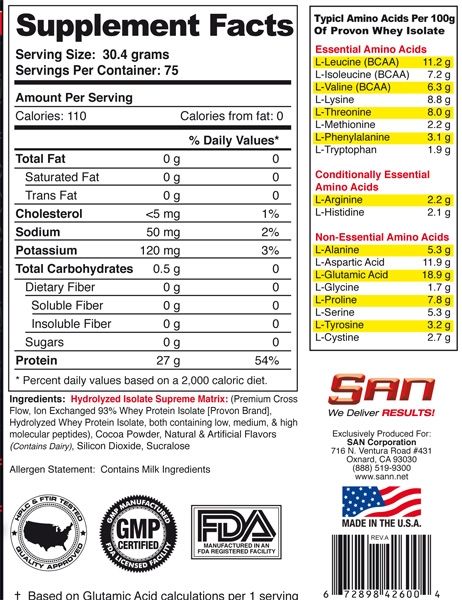 Supplement Facts
Serving Size: 30.4 grams
Servings Per Container: 75
Amount Per Serving
Calories: 110 Calories from fat: 0
% Daily Values*
Total Fat 0 g 0
Saturated Fat 0 g 0
Trans Fat 0 g 0
Cholesterol <5 mg 1%
Sodium 50 mg 2%
Potassium 120 mg 3%
Total Carbohydrates 0.5 g 0
Dietary Fiber 0 g 0
Soluble Fiber 0 g 0
Insoluble Fiber 0 g 0
Sugars 0 g 0
Protein 27 g 54%
* Percent daily values based on a 2,000 caloric diet.
Ingredients: Hydrolyzed Isolate Supreme Matrix: (Premium Cross
Flow, Ion Exchanged 93% Whey Protein Isolate [Provon Brand],
Hydrolyzed Whey Protein Isolate, both containing low, medium, & high
molecular peptides), Cocoa Powder, Natural & Artificial Flavors
(Contains Dairy), Silicon Dioxide, Sucralose
Allergen Statement: Contains Milk Ingredients
HPLC & FTIR TESTED
QUALITY APPROVED
GMP MANUFACTURED
GMP
CERTIFIED
FDA LICENSED FACILITY
FDA
MANUFACTURED IN AN
FDA REGISTERED FACILITY
† Based on Glutamic Acid calculations per 1 serving
Typicl Amino Acids Per 100g
Of Provon Whey Isolate
Essential Amino Acids
L-Leucine (BCAA) 11.2 g
L-Isoleucine (BCAA) 7.2 g
L-Valine (BCAA) 6.3 g
L-Lysine 8.8 g
L-Threonine 8.0 g
L-Methionine 2.2 g
L-Phenylalanine 3.1 g
L-Tryptophan 1.9 g
Conditionally Essential
Amino Acids
L-Arginine 2.2 g
L-Histidine 2.1 g
Non-Essential Amino Acids
L-Alanine 5.3 g
L-Aspartic Acid 11.9 g
L-Glutamic Acid 18.9 g
L-Glycine 1.7 g
L-Proline 7.8 g
L-Serine 5.3 g
L-Tyrosine 3.2 g
L-Cystine 2.7 g
SAN
We Deliver RESULTS!
Exclusively Produced For:
SAN Corporation
716 N. Ventura Road #431
Oxnard, CA 93030
(888) 519-9300
www.sann.net
MADE IN THE U.S.A.
REV.A
6 72898 42600 4